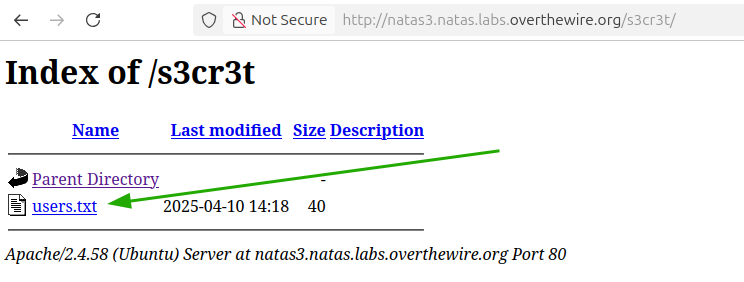 Not Secure http://natas3.natas.labs.overthewire.org/s3cr3t/
Index of /s3cr3t
Name Last modified Size Description
Parent Directory -
users.txt 2025-04-10 14:18 40
Apache/2.4.58 (Ubuntu) Server at natas3.natas.labs.overthewire.org Port 80